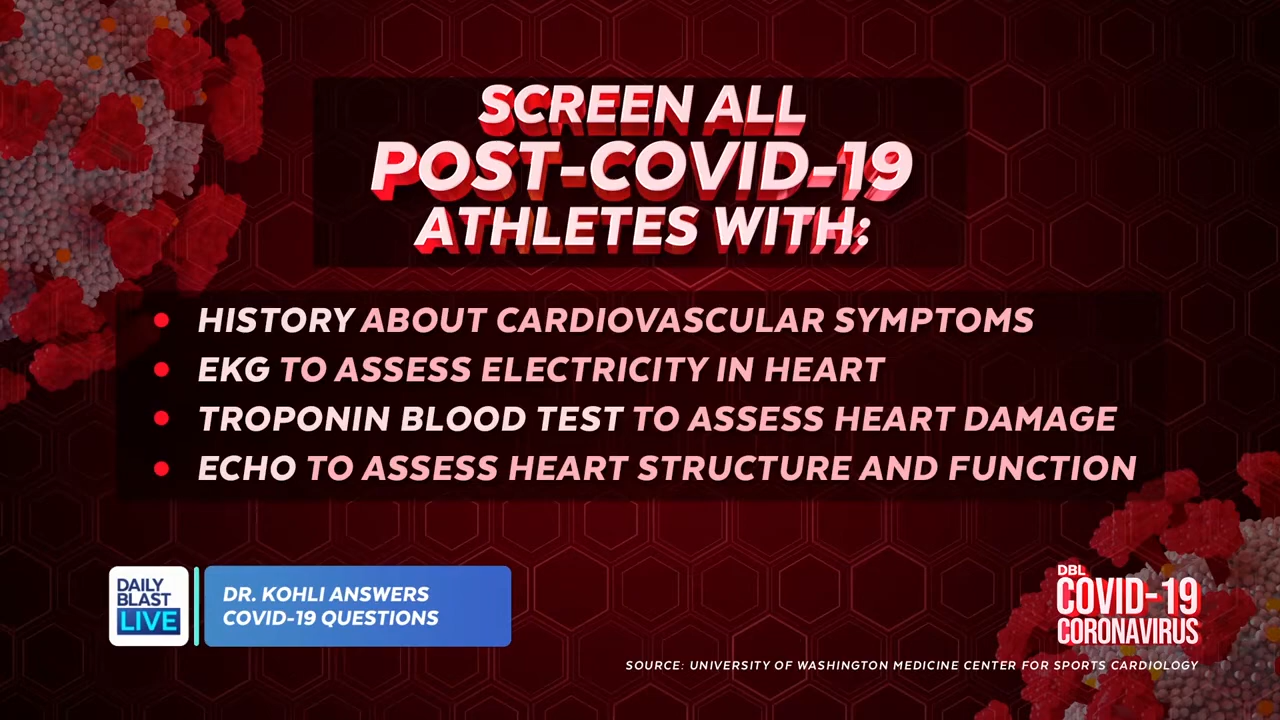 SCREEN ALL
POST-COVID-19
ATHLETES WITH:
• HISTORY ABOUT CARDIOVASCULAR SYMPTOMS
• EKG TO ASSESS ELECTRICITY IN HEART
• TROPONIN BLOOD TEST TO ASSESS HEART DAMAGE
• ECHO TO ASSESS HEART STRUCTURE AND FUNCTION
DAILY
BLAST
LIVE
DR. KOHLI ANSWERS
COVID-19 QUESTIONS
DBL
COVID-19
CORONAVIRUS
SOURCE: UNIVERSITY OF WASHINGTON MEDICINE CENTER FOR SPORTS CARDIOLOGY